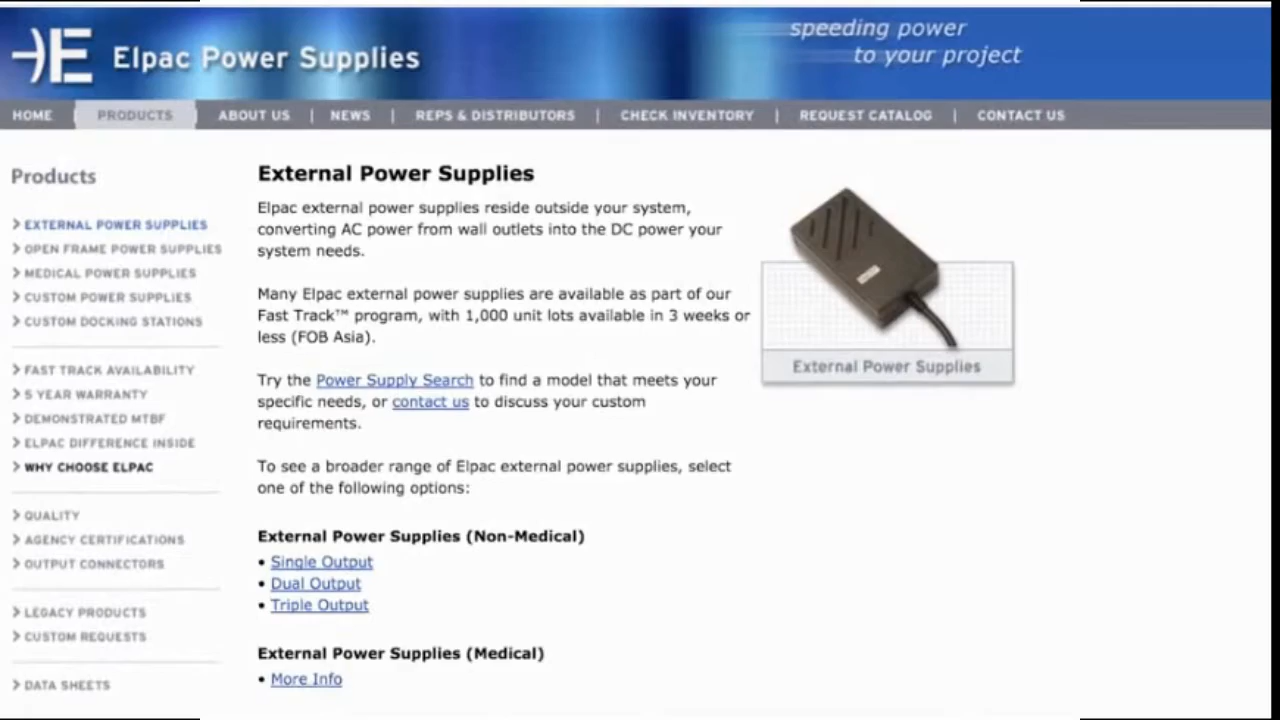 Elpac Power Supplies
speeding power
to your project
HOME | PRODUCTS | ABOUT US | NEWS | REPS & DISTRIBUTORS | CHECK INVENTORY | REQUEST CATALOG | CONTACT US
Products
EXTERNAL POWER SUPPLIES
OPEN FRAME POWER SUPPLIES
MEDICAL POWER SUPPLIES
CUSTOM POWER SUPPLIES
CUSTOM DOCKING STATIONS
FAST TRACK AVAILABILITY
5 YEAR WARRANTY
DEMONSTRATED MTBF
ELPAC DIFFERENCE INSIDE
WHY CHOOSE ELPAC
QUALITY
AGENCY CERTIFICATIONS
OUTPUT CONNECTORS
LEGACY PRODUCTS
CUSTOM REQUESTS
DATA SHEETS
External Power Supplies
Elpac external power supplies reside outside your system,
converting AC power from wall outlets into the DC power your
system needs.
Many Elpac external power supplies are available as part of our
Fast Track™ program, with 1,000 unit lots available in 3 weeks or
less (FOB Asia).
Try the Power Supply Search to find a model that meets your
specific needs, or contact us to discuss your custom
requirements.
To see a broader range of Elpac external power supplies, select
one of the following options:
External Power Supplies (Non-Medical)
• Single Output
• Dual Output
• Triple Output
External Power Supplies (Medical)
• More Info
External Power Supplies